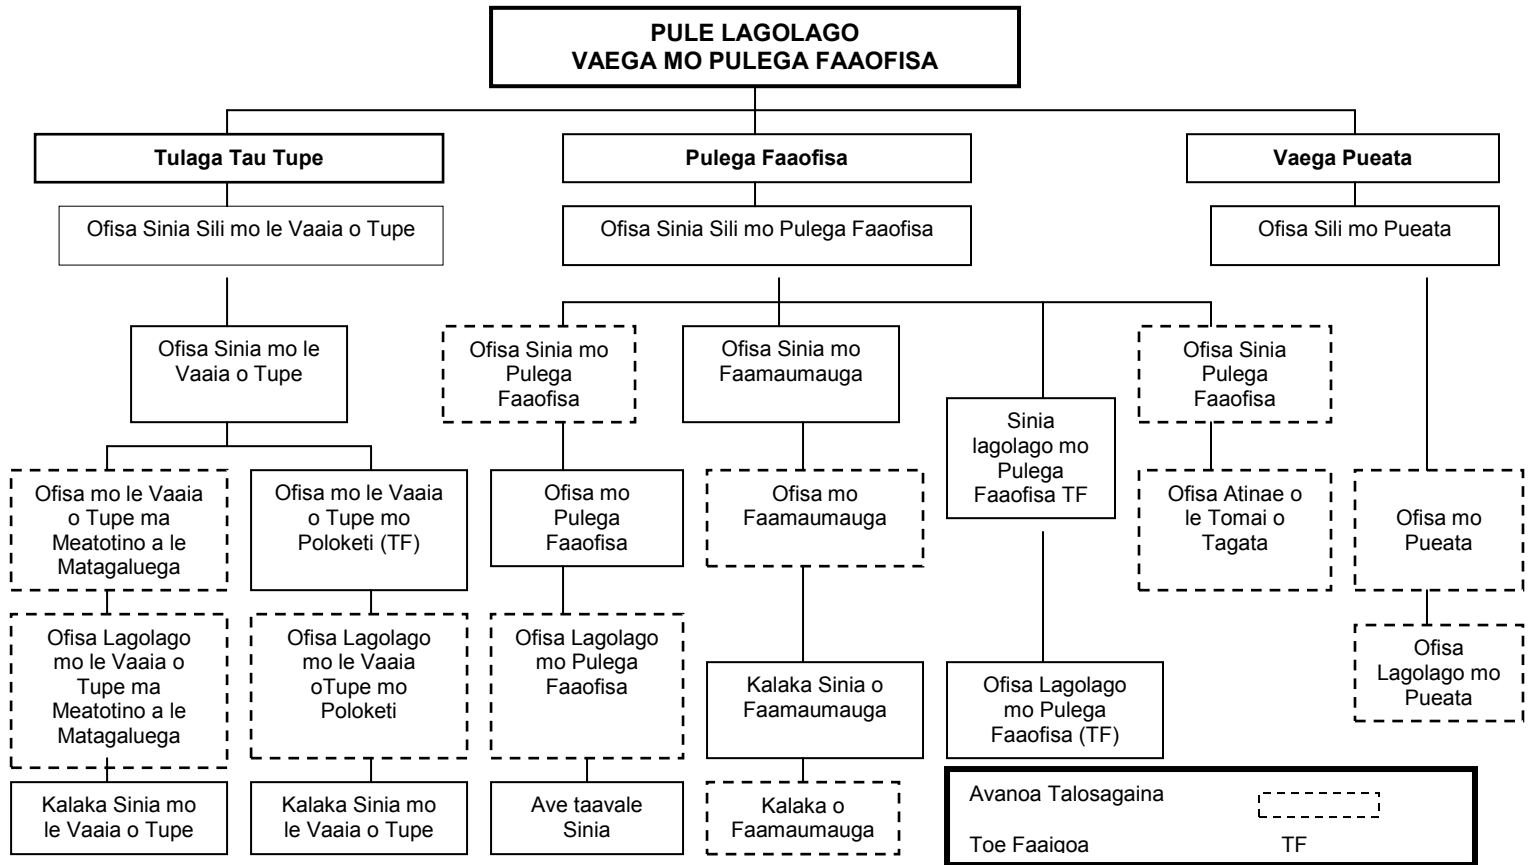 PULE LAGOLAGO
VAEGA MO PULEGA FAAOFISA
Tulaga Tau Tupe
Pulega Faaofisa
Vaega Pueata
Ofisa Sinia Sili mo le Vaaia o Tupe
Ofisa Sinia Sili mo Pulega Faaofisa
Ofisa Sili mo Pueata
Ofisa Sinia mo le
Vaaia o Tupe
Ofisa Sinia mo
Pulega
Faaofisa
Ofisa Sinia mo
Faamaumauga
Sinia
lagolago mo
Pulega
Faaofisa TF
Ofisa Sinia
Pulega
Faaofisa
Ofisa mo le Vaaia
o Tupe ma
Meatotino a le
Matagaluega
Ofisa mo le Vaaia
o Tupe mo
Poloketi (TF)
Ofisa mo
Pulega
Faaofisa
Ofisa mo
Faamaumauga
Ofisa Atinae o
le Tomai o
Tagata
Ofisa mo
Pueata
Ofisa Lagolago
mo le Vaaia o
Tupe ma
Meatotino a le
Matagaluega
Ofisa Lagolago
mo le Vaaia
oTupe mo
Poloketi
Ofisa Lagolago
mo Pulega
Faaofisa
Kalaka Sinia o
Faamaumauga
Ofisa Lagolago
mo Pulega
Faaofisa (TF)
Ofisa
Lagolago mo
Pueata
Kalaka Sinia mo
le Vaaia o Tupe
Kalaka Sinia mo
le Vaaia o Tupe
Ave taavale
Sinia
Kalaka o
Faamaumauga
Avanoa Talosagaina
Toe Faaigoa TF